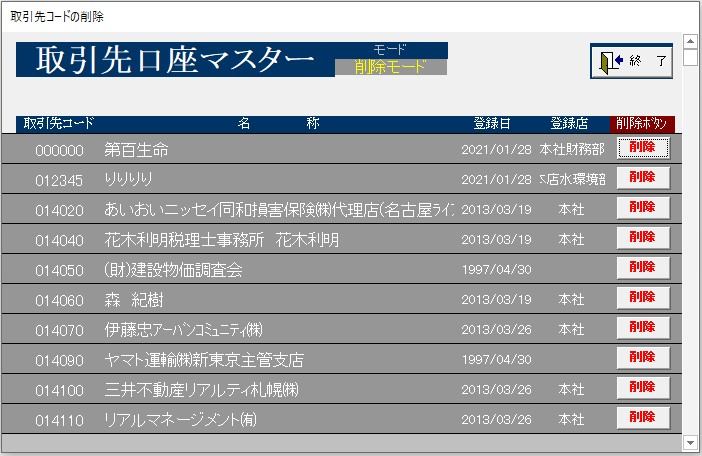 取引先コードの削除
取引先口座マスター
モード
削除モード
終 了
取引先コード 名 称 登録日 登録店 削除ボタン
000000 第百生命 2021/01/28 本社財務部 削除
012345 りりりり 2021/01/28 店水環境部 削除
014020 あいおいニッセイ同和損害保険㈱代理店(名古屋ライフ 2013/03/19 本社 削除
014040 花木利明税理士事務所 花木利明 2013/03/19 本社 削除
014050 (財)建設物価調査会 1997/04/30 削除
014060 森 紀樹 2013/03/19 本社 削除
014070 伊藤忠アーバンコミュニティ㈱ 2013/03/26 本社 削除
014090 ヤマト運輸㈱新東京主管支店 1997/04/30 削除
014100 三井不動産リアルティ札幌㈱ 2013/03/26 本社 削除
014110 リアルマネージメント㈲ 2013/03/26 本社 削除